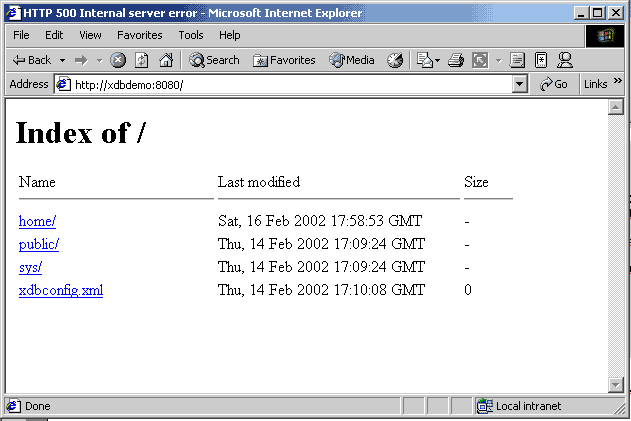 HTTP 500 Internal server error - Microsoft Internet Explorer
File Edit View Favorites Tools Help
Back Search Favorites Media
Address http://xdbdemo:8080/ Go Links »
Index of /
Name Last modified Size
home/ Sat, 16 Feb 2002 17:58:53 GMT -
public/ Thu, 14 Feb 2002 17:09:24 GMT -
sys/ Thu, 14 Feb 2002 17:09:24 GMT -
xdbconfig.xml Thu, 14 Feb 2002 17:10:08 GMT 0
Done Local intranet